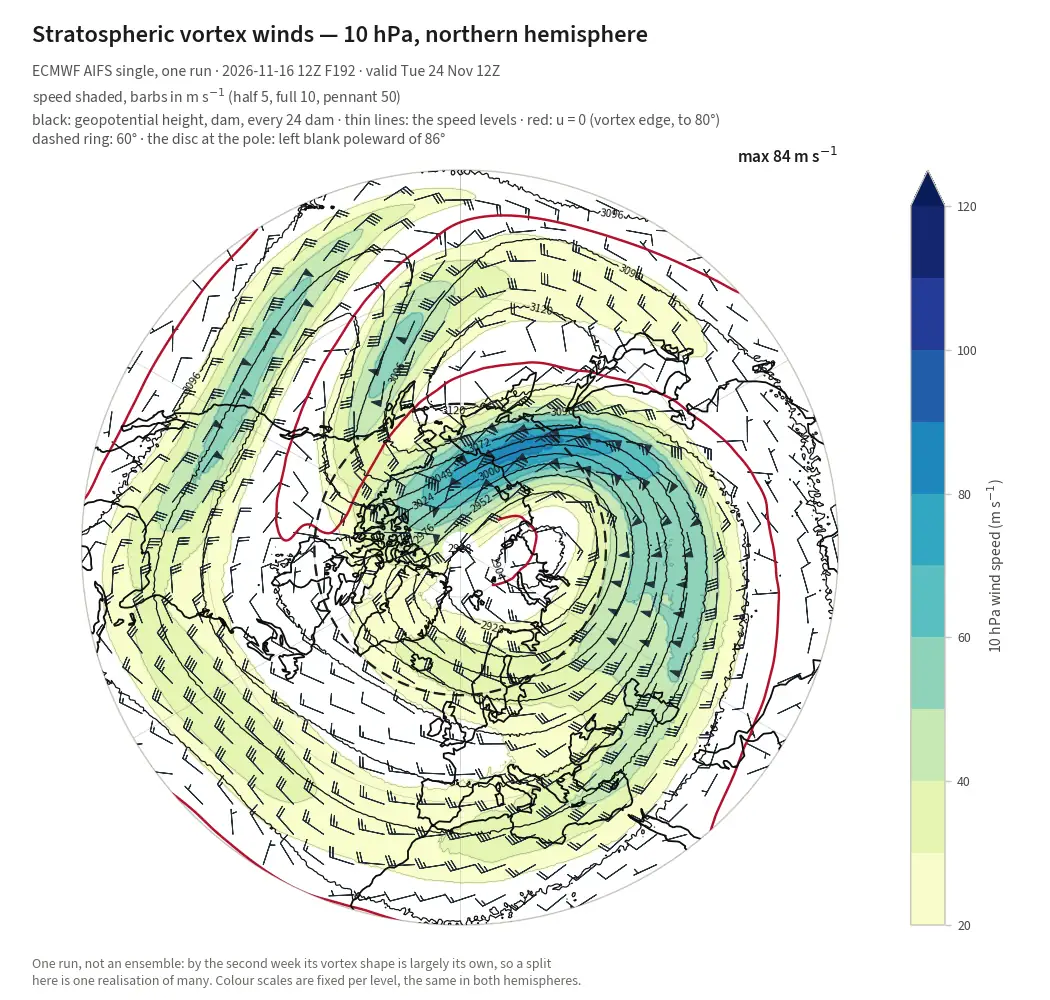 Stratospheric vortex winds — 10 hPa, northern hemisphere
ECMWF AIFS single, one run · 2026-11-16 12Z F192 · valid Tue 24 Nov 12Z
speed shaded, barbs in m s⁻¹ (half 5, full 10, pennant 50)
black: geopotential height, dam, every 24 dam · thin lines: the speed levels · red: u = 0 (vortex edge, to 80°)
dashed ring: 60° · the disc at the pole: left blank poleward of 86°
max 84 m s⁻¹
120
100
80
60
40
20
10 hPa wind speed (m s⁻¹)
3096
3120
3096
3120
3000
3024
2952
2976
2928
One run, not an ensemble: by the second week its vortex shape is largely its own, so a split
here is one realisation of many. Colour scales are fixed per level, the same in both hemispheres.